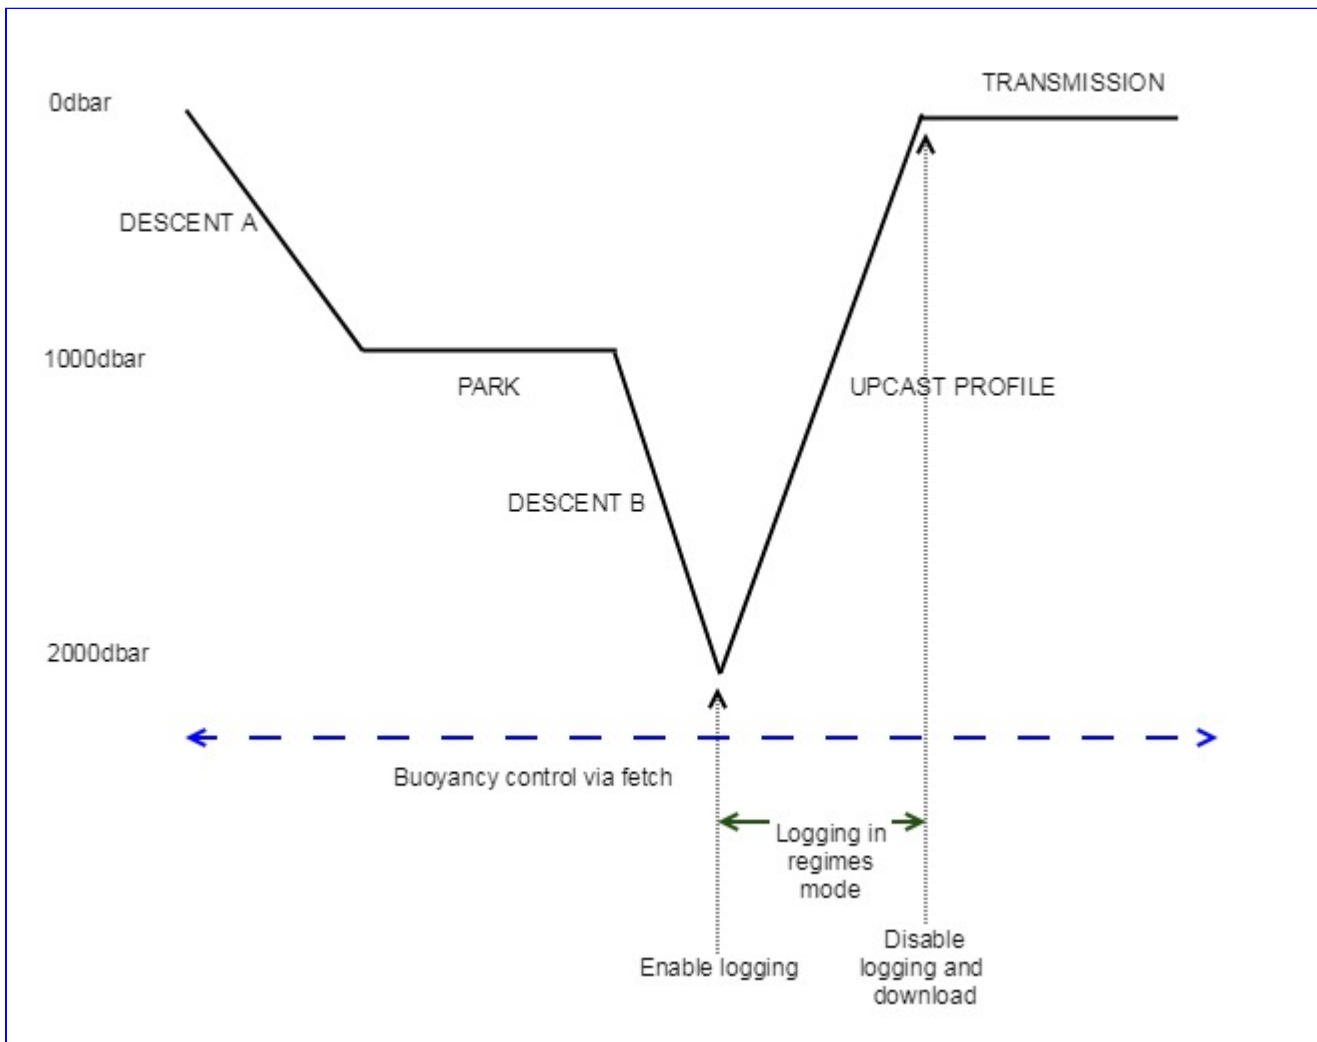 TRANSMISSION
0dbar
DESCENT A
1000dbar
PARK
UPCAST PROFILE
DESCENT B
2000dbar
Buoyancy control via fetch
Logging in
regimes
mode
Enable logging
Disable
logging and
download